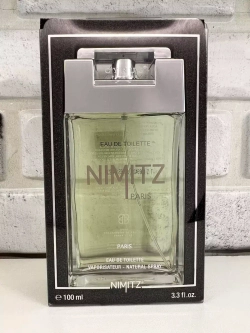 EAU DE TOILETTE
NIMITZ
PARIS
PARIS
EAU DE TOILETTE
VAPORISATEUR - NATURAL SPRAY
NIMITZ
e 100 ml
3.3 fl. oz.